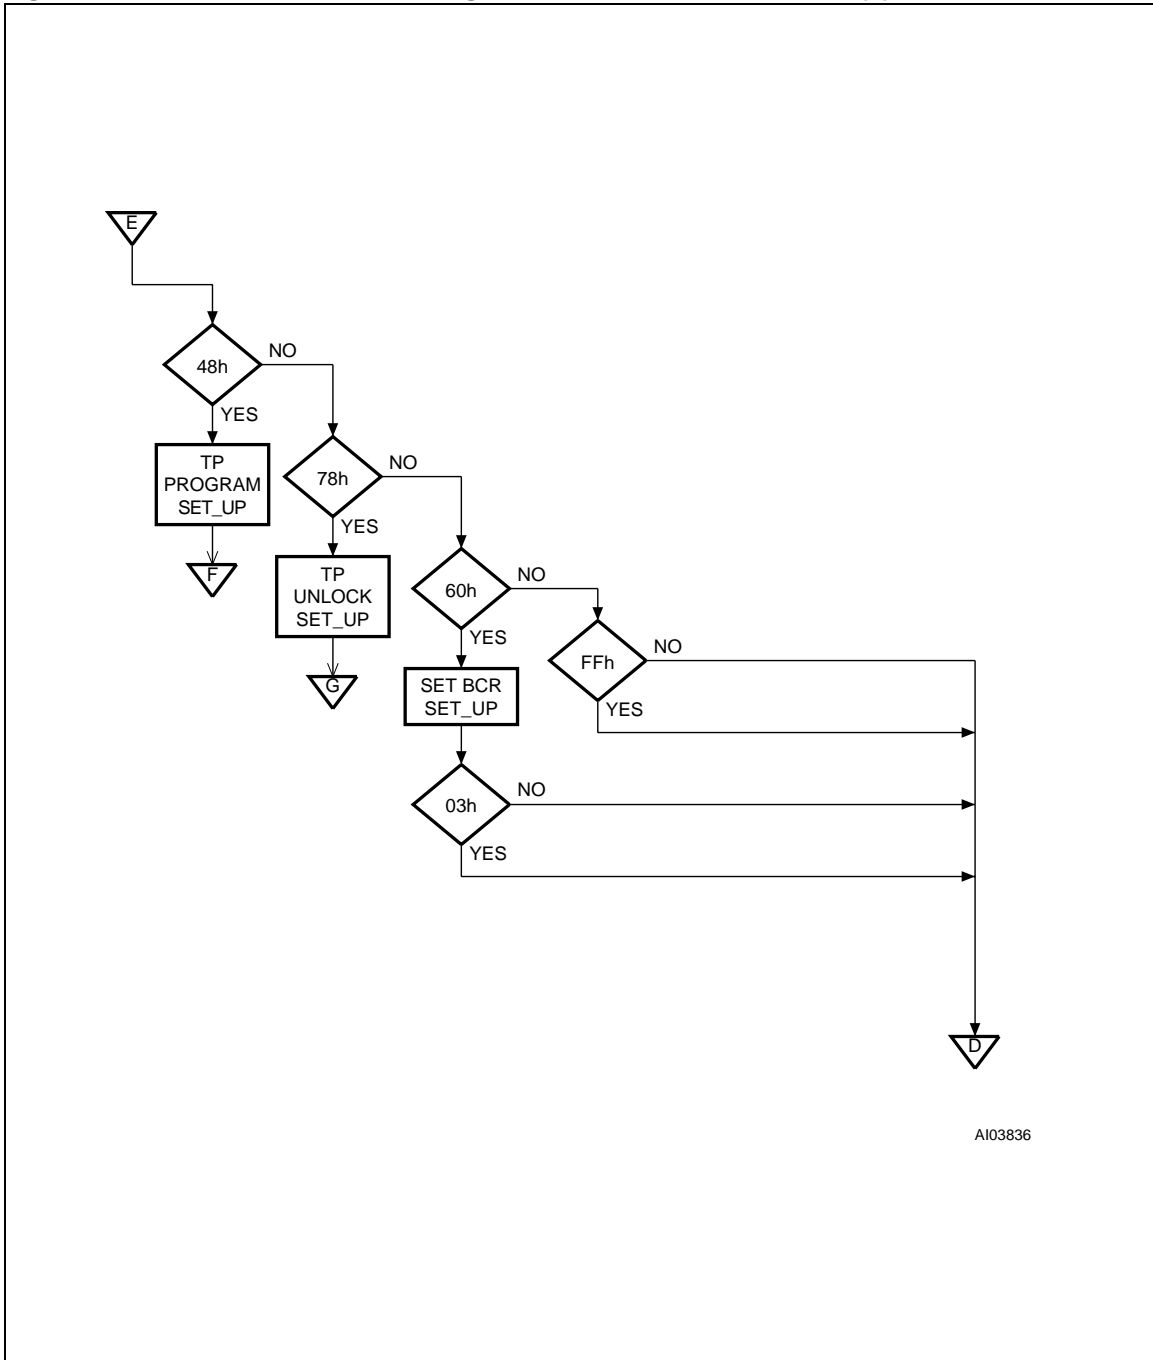 E
48h
NO
YES
TP
PROGRAM
SET_UP
F
78h
NO
YES
TP
UNLOCK
SET_UP
G
60h
NO
YES
SET BCR
SET_UP
FFh
NO
YES
03h
NO
YES
D
AI03836